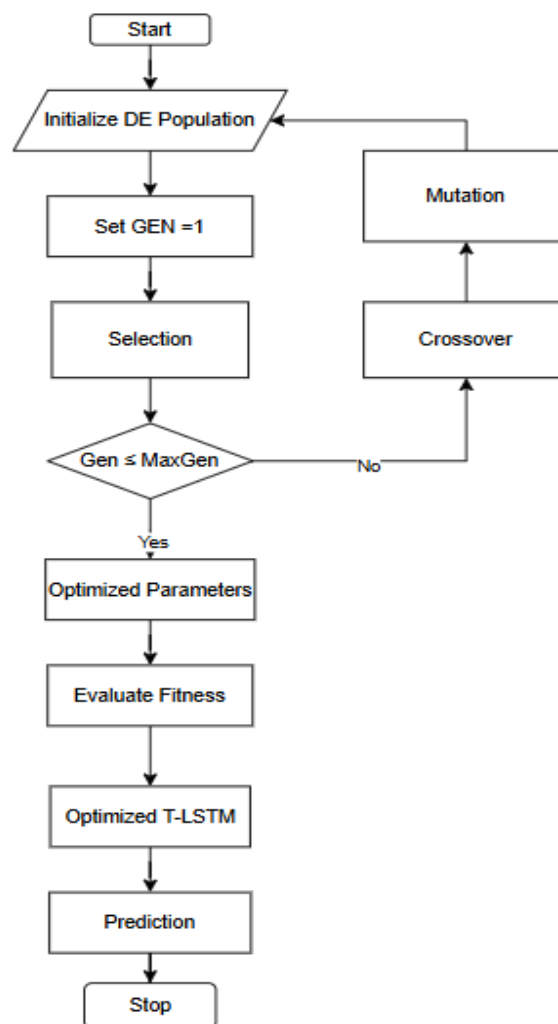 Start
Initialize DE Population
Set GEN =1
Selection
Gen ≤ MaxGen
No
Crossover
Mutation
Yes
Optimized Parameters
Evaluate Fitness
Optimized T-LSTM
Prediction
Stop